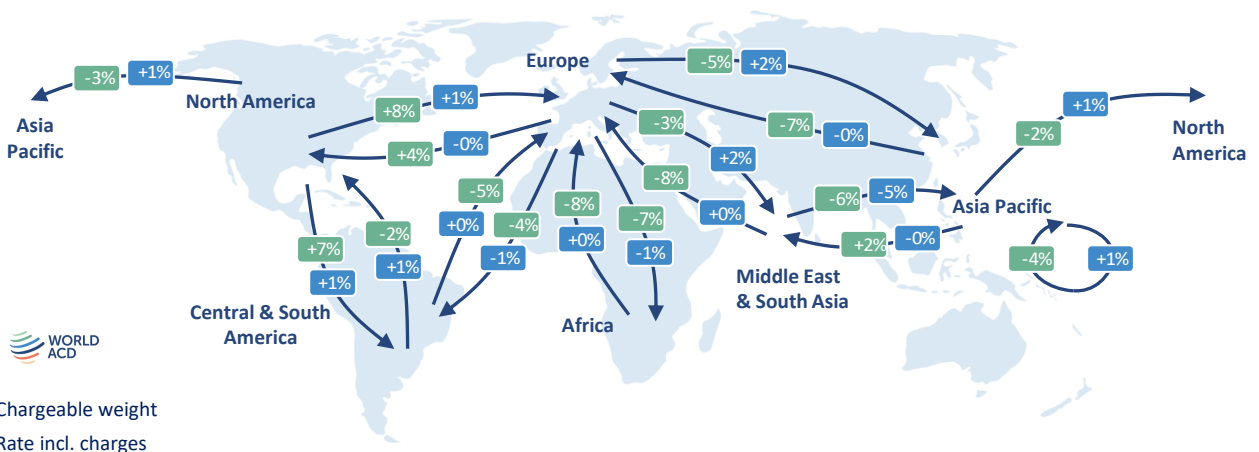 Europe
-5%
+2%
-3%
+1%
North America
Asia
Pacific
+8%
+1%
+4%
-0%
-3%
+2%
-7%
-0%
-2%
+1%
North
America
-8%
+0%
-6%
-5%
Asia Pacific
+2%
-0%
-4%
+1%
Middle East
& South Asia
-5%
+0%
-4%
-1%
-8%
+0%
-7%
-1%
Africa
+7%
+1%
-2%
+1%
Central & South
America
WORLD
ACD
Chargeable weight
Rate incl. charges